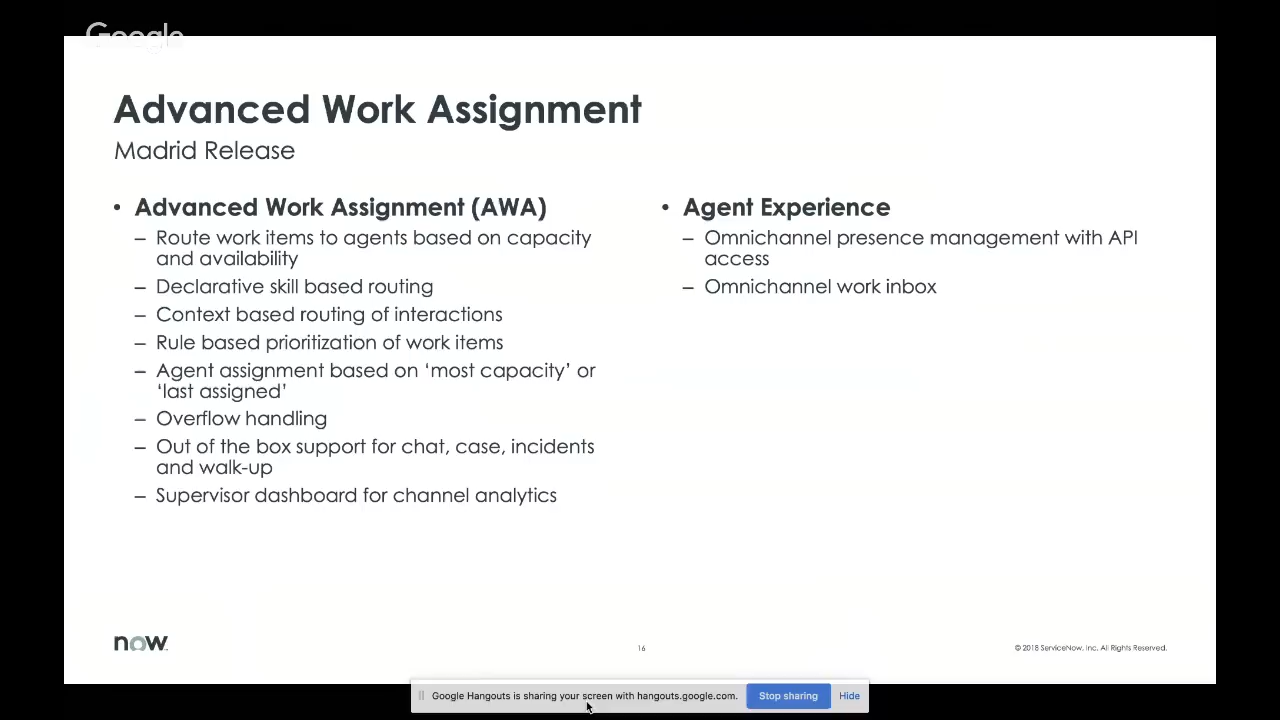 Google
Advanced Work Assignment
Madrid Release
• Advanced Work Assignment (AWA)
– Route work items to agents based on capacity
and availability
– Declarative skill based routing
– Context based routing of interactions
– Rule based prioritization of work items
– Agent assignment based on ‘most capacity’ or
‘last assigned’
– Overflow handling
– Out of the box support for chat, case, incidents
and walk-up
– Supervisor dashboard for channel analytics
• Agent Experience
– Omnichannel presence management with API
access
– Omnichannel work inbox
now
16
© 2018 ServiceNow, Inc. All Rights Reserved.
Google Hangouts is sharing your screen with hangouts.google.com.
Stop sharing
Hide